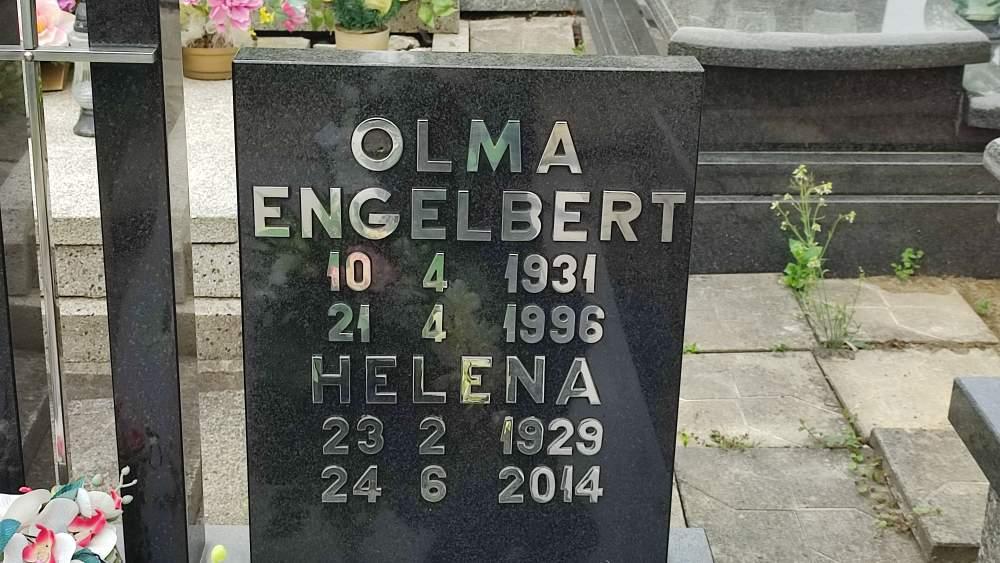 OLMA
ENGELBERT
10 4 1931
21 4 1996
HELENA
23 2 1929
24 6 2014